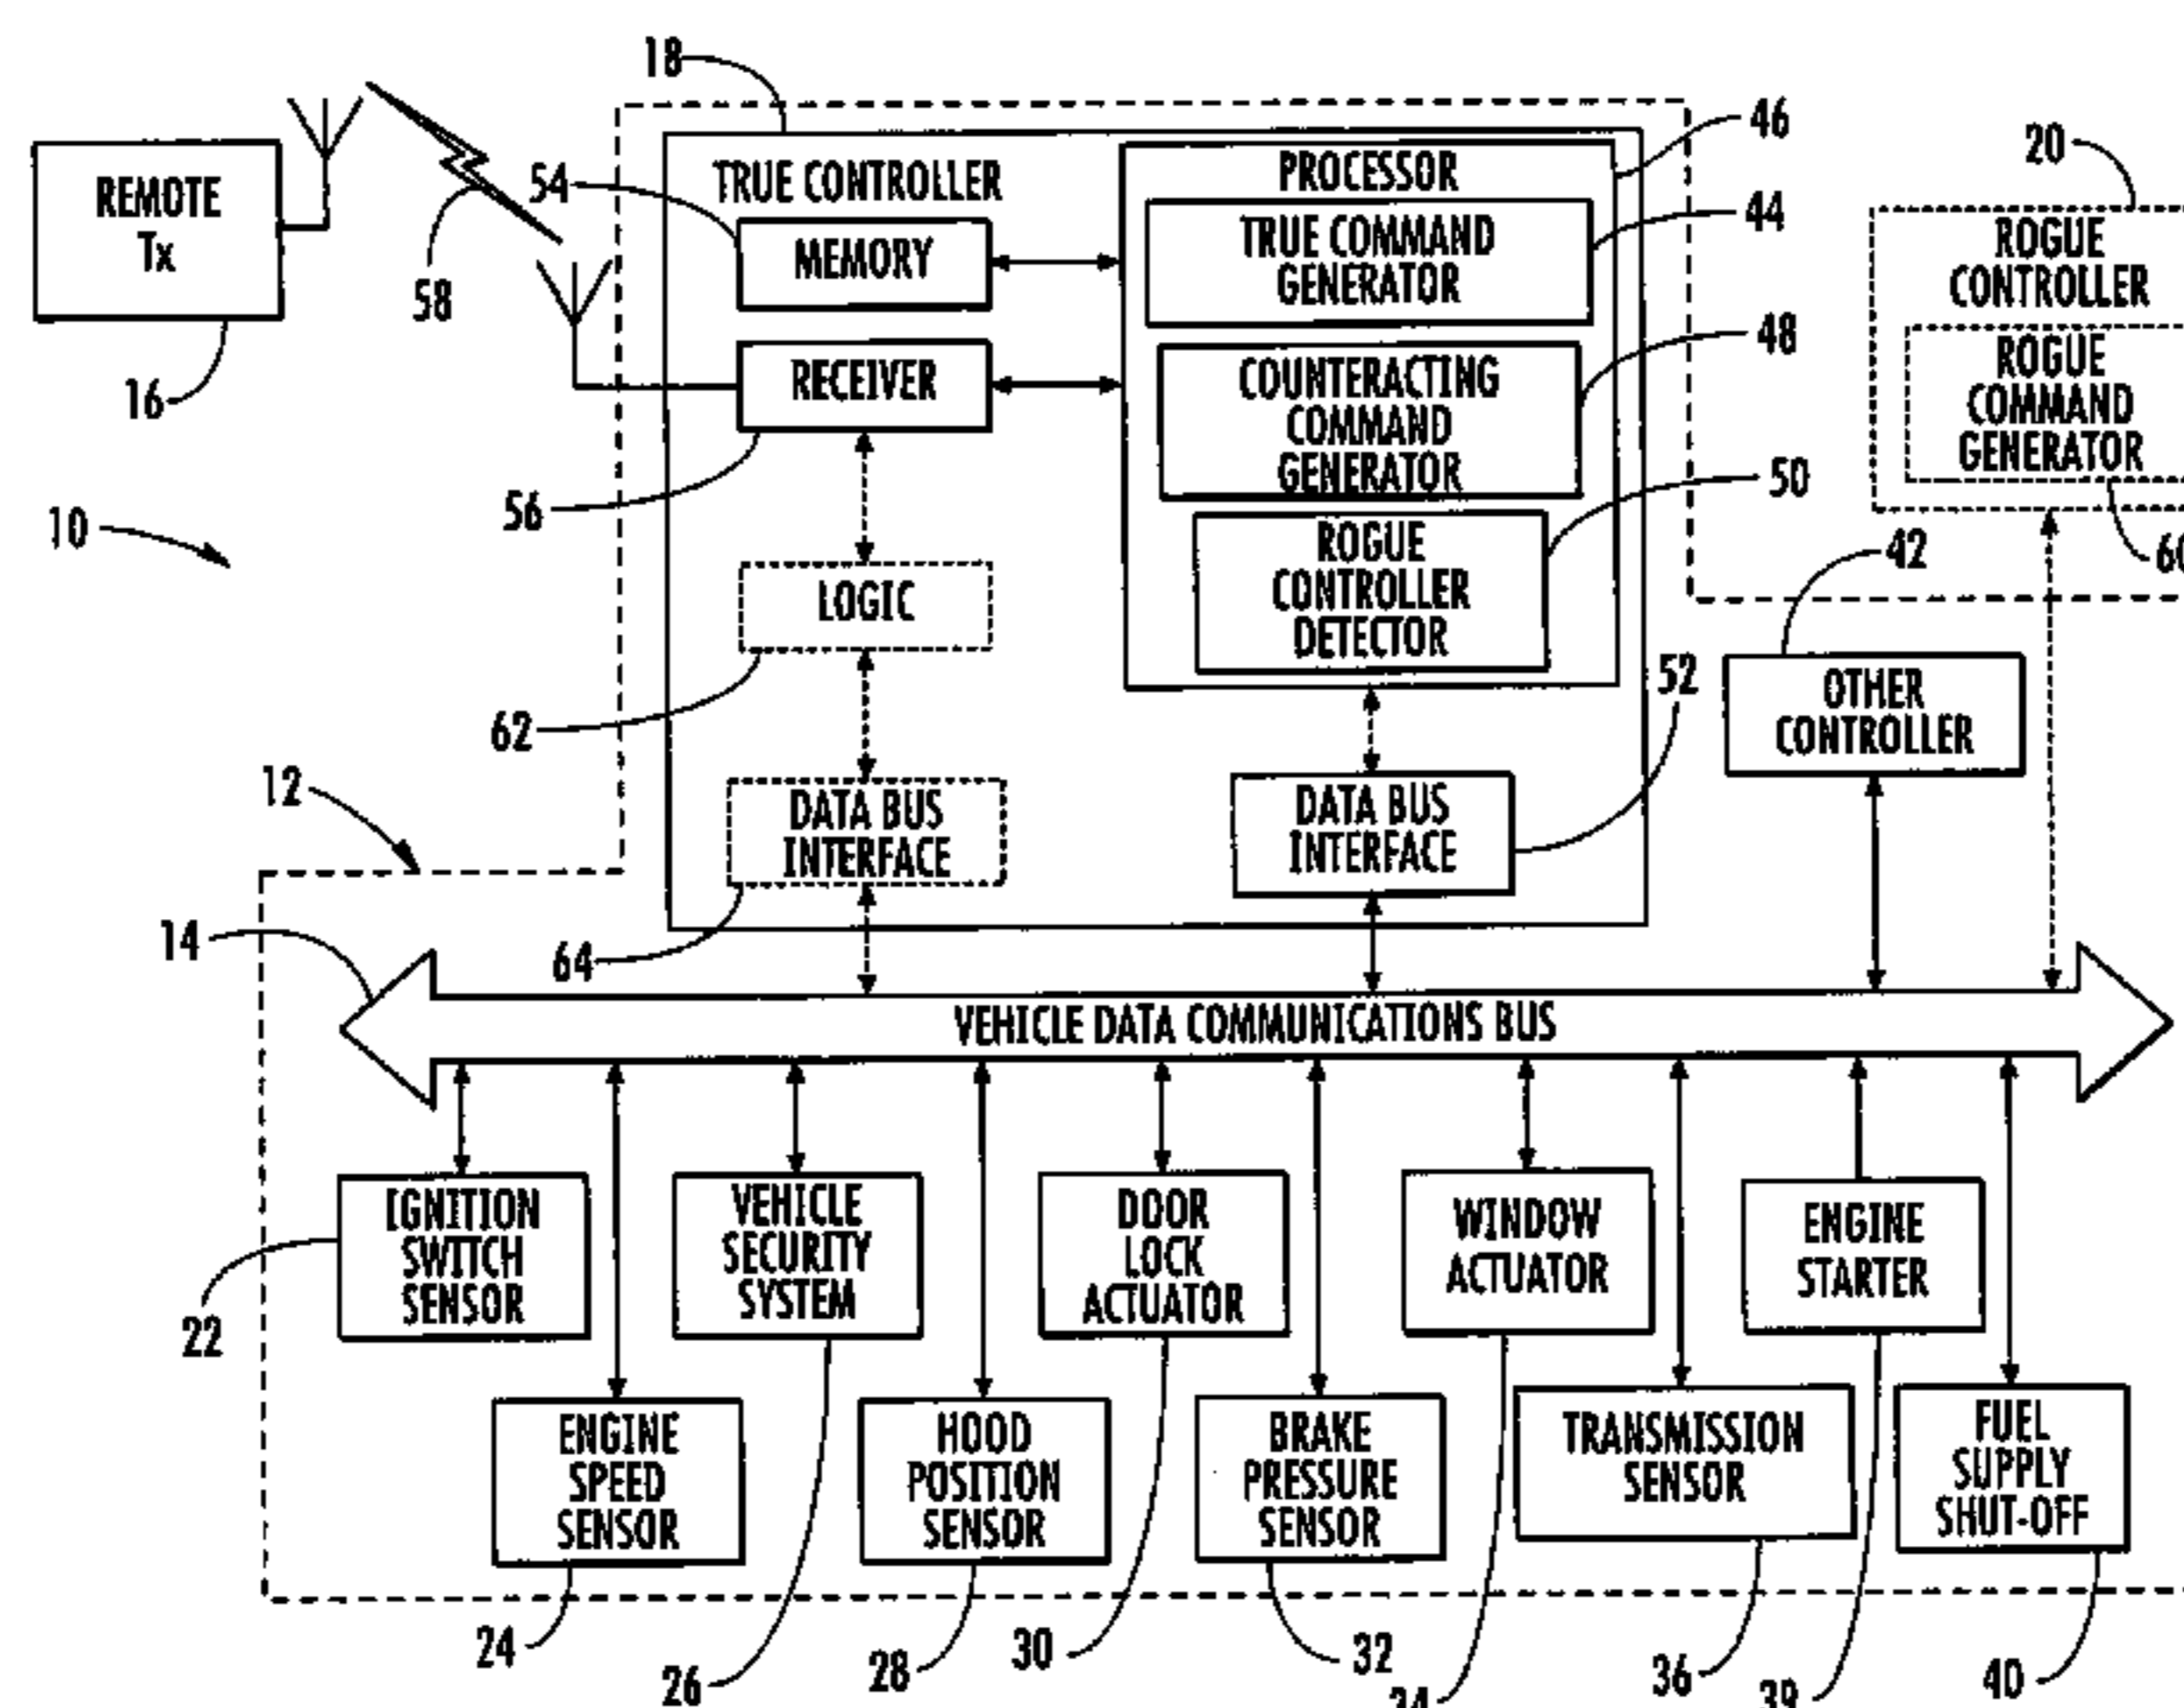 18
46
20
REMOTE
Tx
54
TRUE CONTROLLER
PROCESSOR
44
MEMORY
TRUE COMMAND
GENERATOR
ROGUE
CONTROLLER
58
16
RECEIVER
48
COUNTERACTING
COMMAND
GENERATOR
ROGUE
COMMAND
GENERATOR
10
56
50
42
LOGIC
ROGUE
CONTROLLER
DETECTOR
62
52
OTHER
CONTROLLER
12
DATA BUS
INTERFACE
DATA BUS
INTERFACE
14
64
VEHICLE DATA COMMUNICATIONS BUS
IGNITION
SWITCH
SENSOR
VEHICLE
SECURITY
SYSTEM
DOOR
LOCK
ACTUATOR
WINDOW
ACTUATOR
ENGINE
STARTER
22
ENGINE
SPEED
SENSOR
HOOD
POSITION
SENSOR
BRAKE
PRESSURE
SENSOR
TRANSMISSION
SENSOR
FUEL
SUPPLY
SHUT-OFF
24
26
28
30
32
36
40